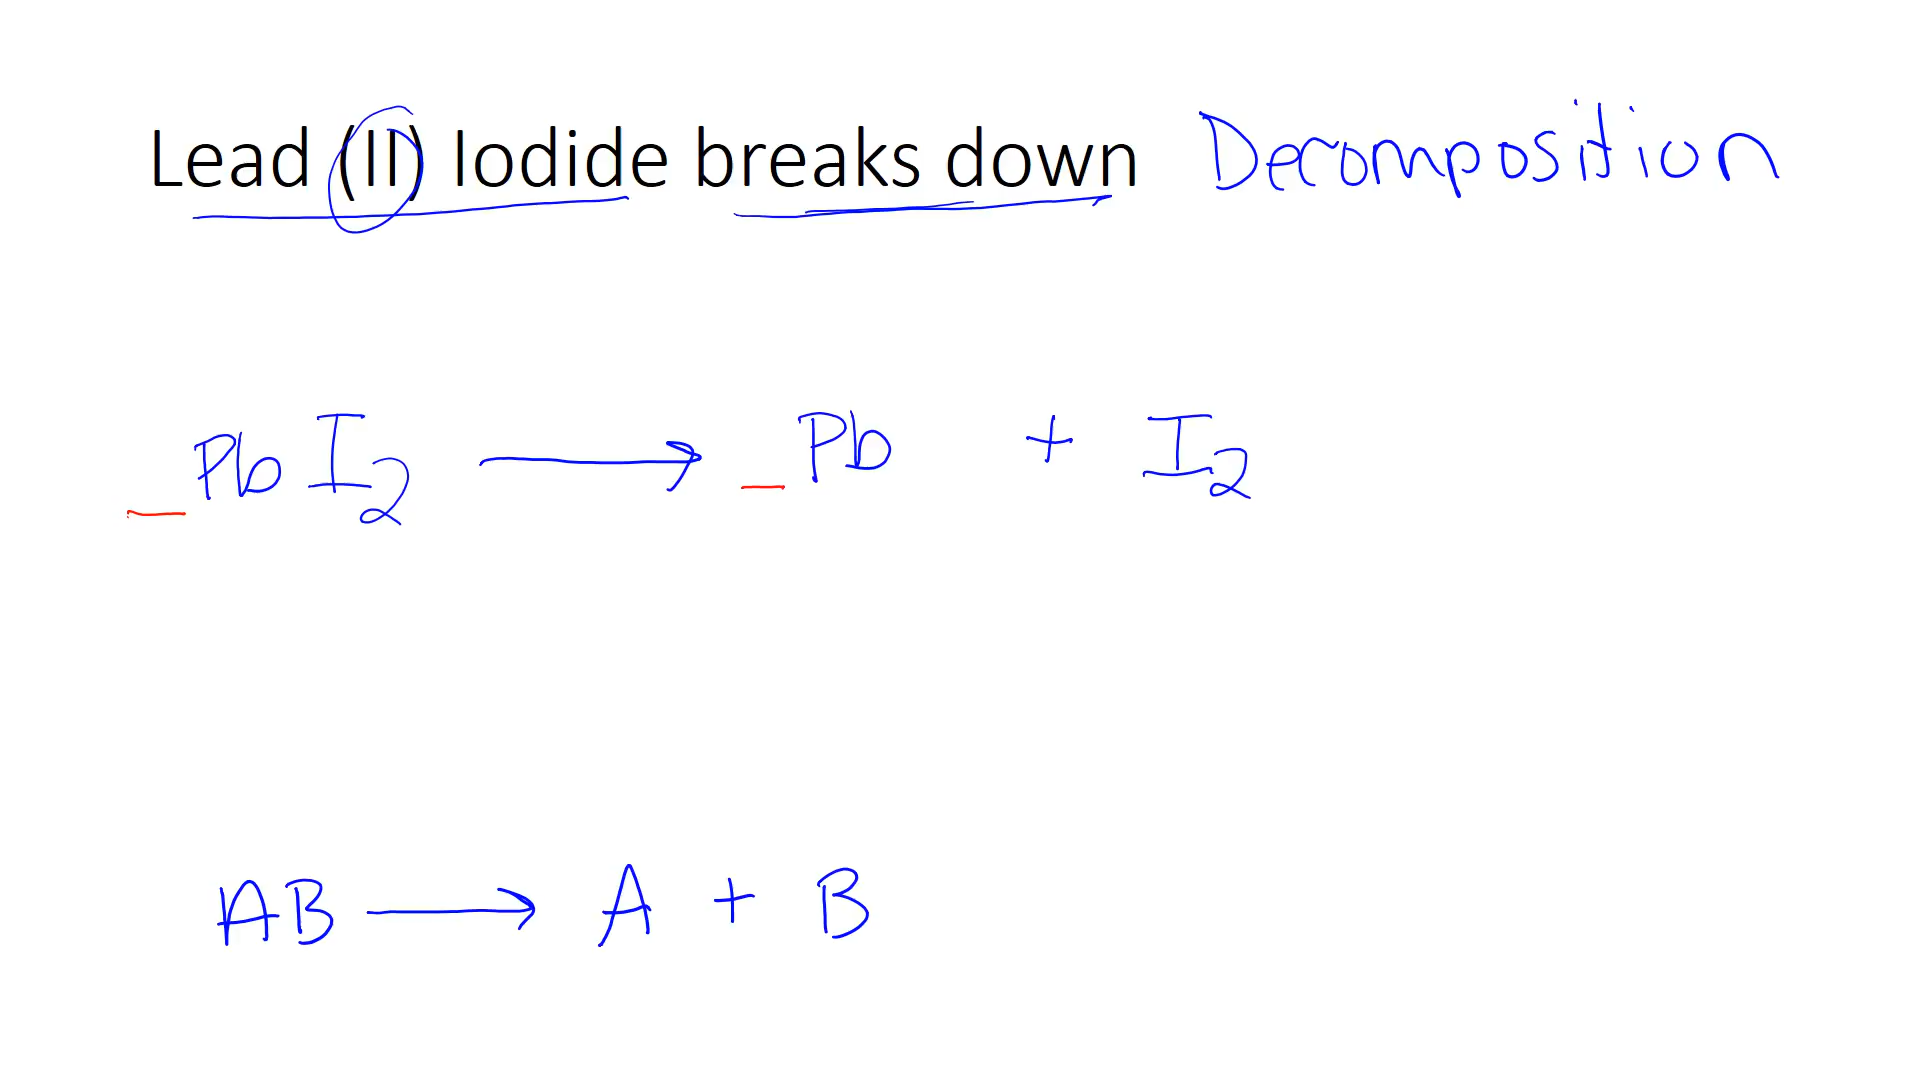 Lead (II) Iodide breaks down Decomposition
_PbI₂ → _Pb + I₂
AB → A + B